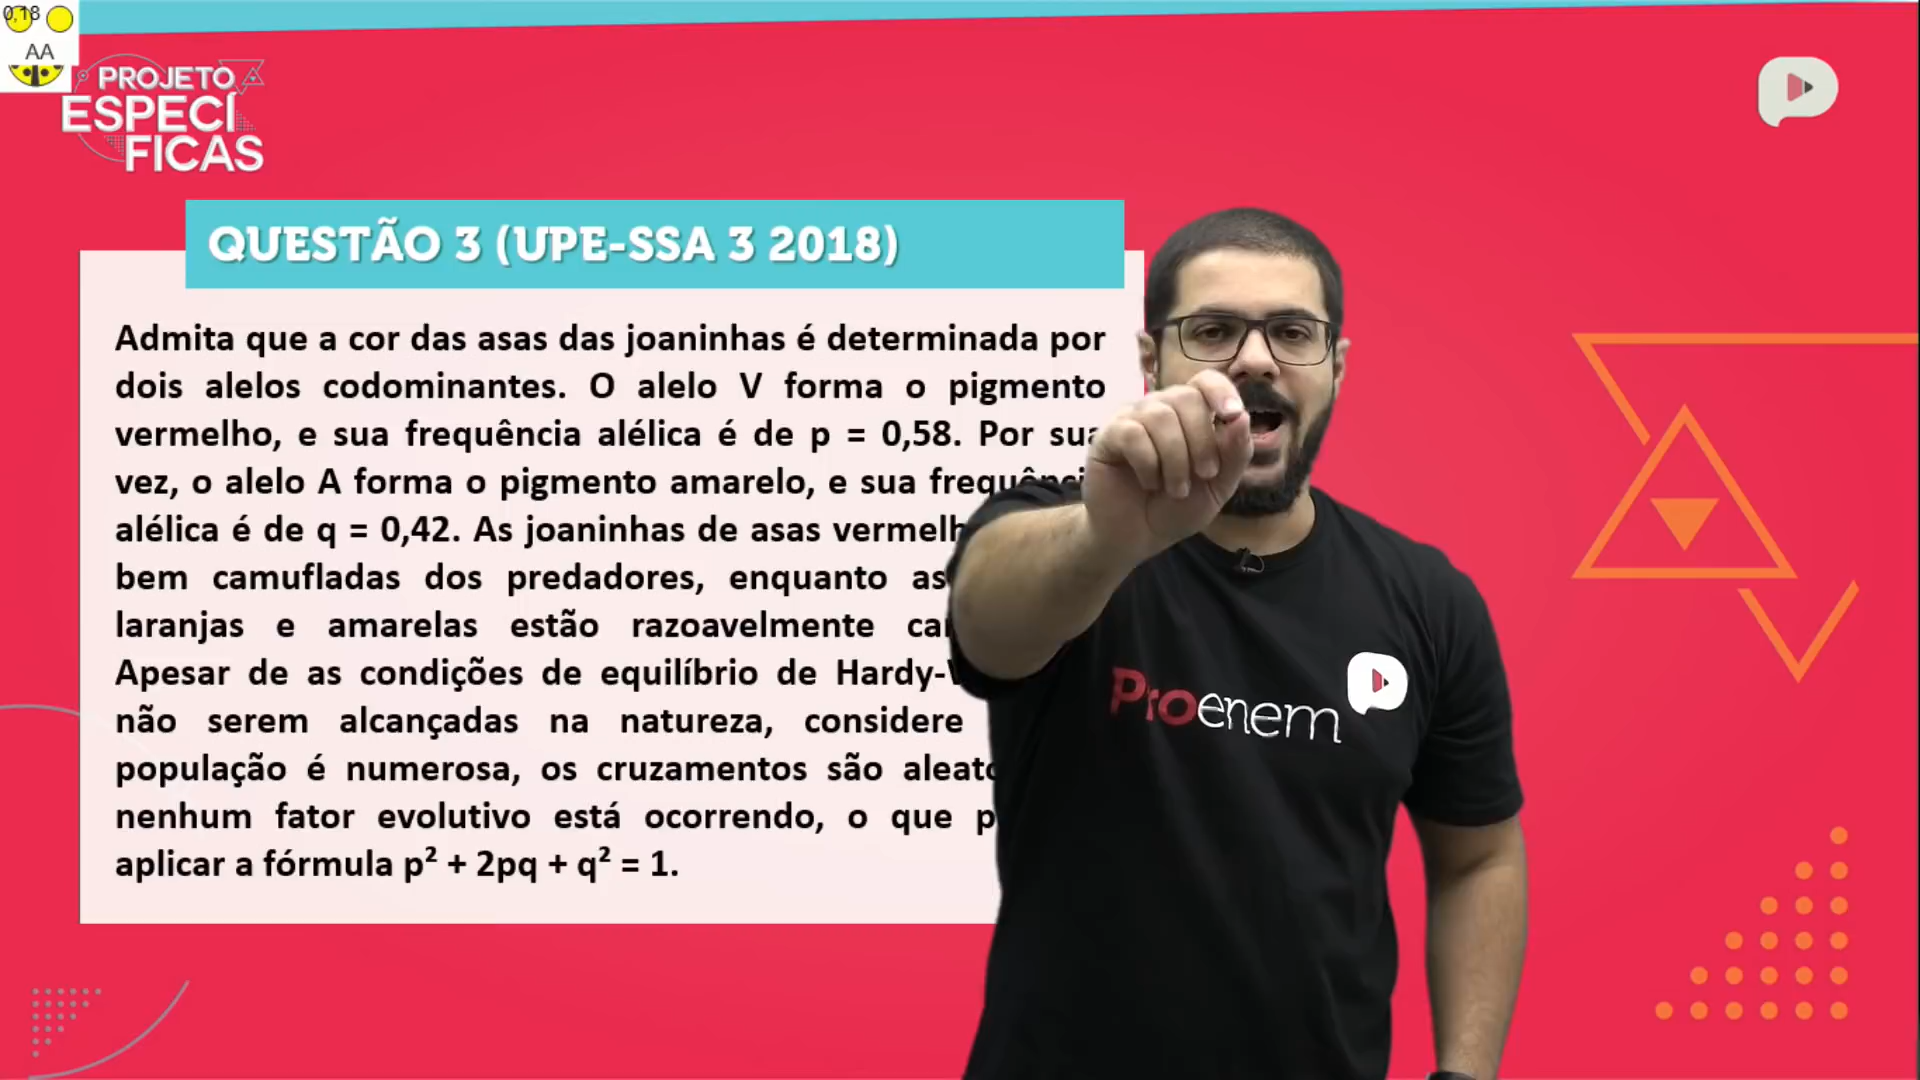 0,18
AA
PROJETO
ESPECÍ
FICAS
QUESTÃO 3 (UPE-SSA 3 2018)
Admita que a cor das asas das joaninhas é determinada por
dois alelos codominantes. O alelo V forma o pigmento
vermelho, e sua frequência alélica é de p = 0,58. Por sua
vez, o alelo A forma o pigmento amarelo, e sua
alélica é de q = 0,42. As joaninhas de asas
bem camufladas dos predadores, enquanto as
laranjas e amarelas estão razoavelmente
Apesar de as condições de equilíbrio de
não serem alcançadas na natureza, considere
população é numerosa, os cruzamentos são
nenhum fator evolutivo está ocorrendo, o que
aplicar a fórmula p² + 2pq + q² = 1.
Proenem